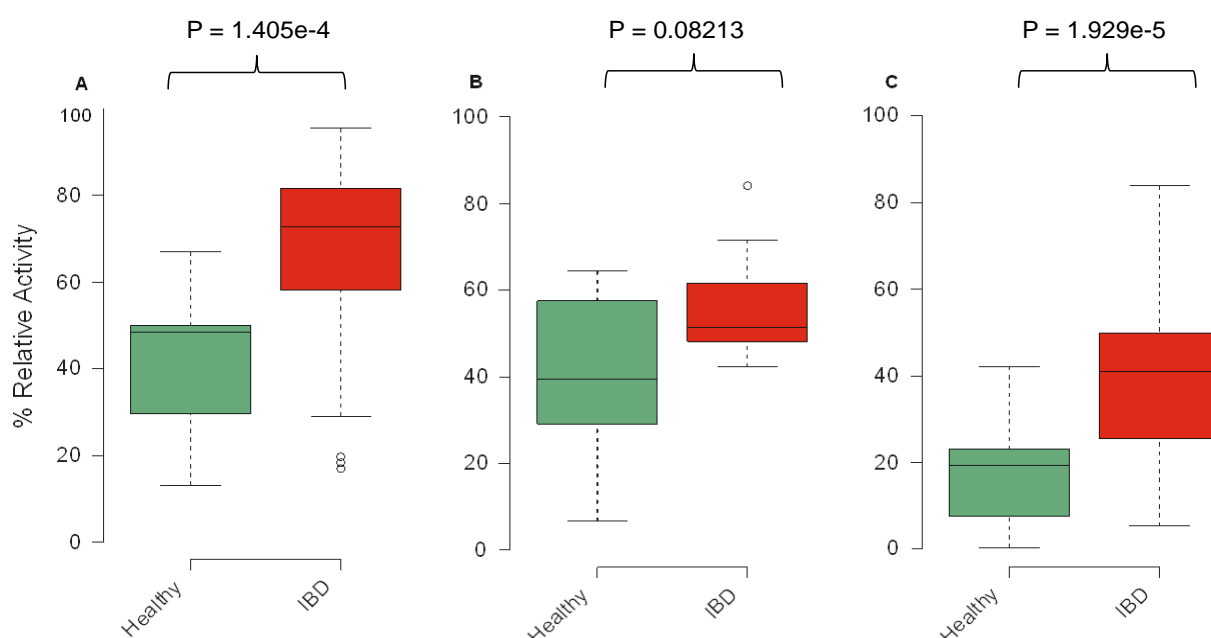 P = 1.405e-4
P = 0.08213
P = 1.929e-5
A
B
C
% Relative Activity
100
80
60
40
20
0
100
80
60
40
20
0
100
80
60
40
20
0
Healthy
IBD
Healthy
IBD
Healthy
IBD